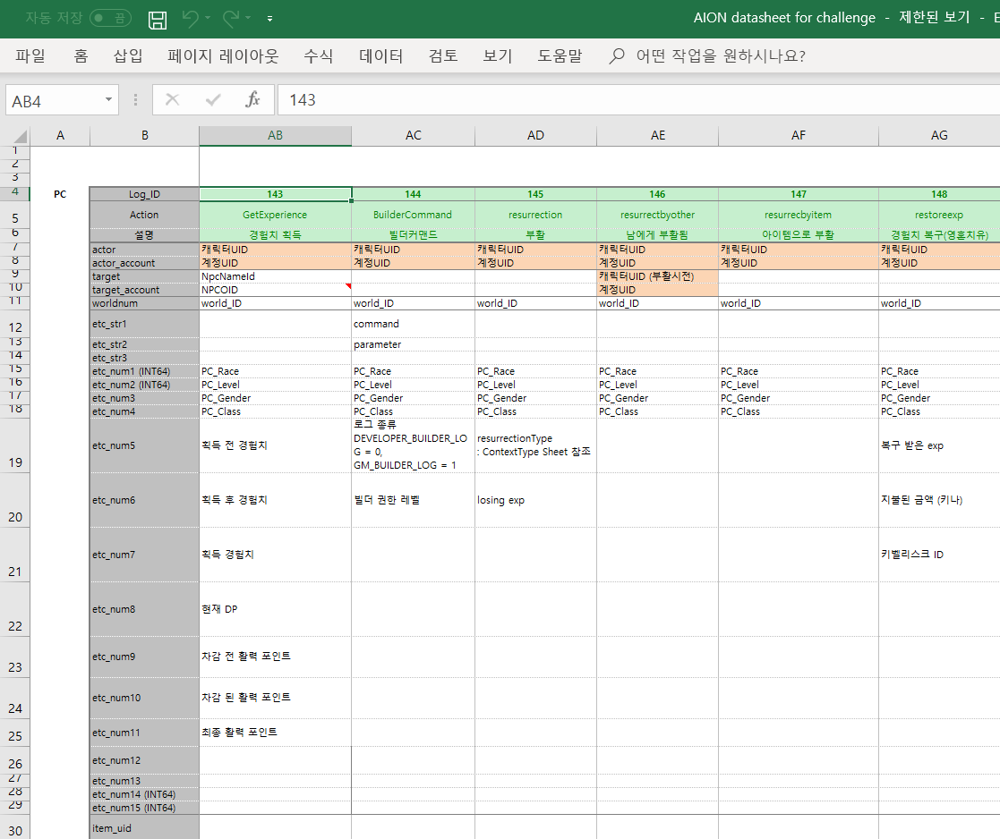 자동 저장 끔
AION datasheet for challenge - 제한된 보기 - E
파일 홈 삽입 페이지 레이아웃 수식 데이터 검토 보기 도움말 어떤 작업을 원하시나요?
AB4 fx 143
A B AB AC AD AE AF AG
1
2
3
4 PC Log_ID 143 144 145 146 147 148
5 Action GetExperience BuilderCommand resurrection resurrectbyother resurrecbyitem restoreexp
6 설명 경험치 획득 빌더커맨드 부활 남에게 부활됨 아이템으로 부활 경험치 복구(영혼치유)
7 actor 캐릭터UID 캐릭터UID 캐릭터UID 캐릭터UID 캐릭터UID 캐릭터UID
8 actor_account 계정UID 계정UID 계정UID 계정UID 계정UID 계정UID
9 target NpcNameId 캐릭터UID (부활시전)
10 target_account NPCOID 계정UID
11 worldnum world_ID world_ID world_ID world_ID world_ID world_ID
12 etc_str1 command
13 etc_str2 parameter
14 etc_str3
15 etc_num1 (INT64) PC_Race PC_Race PC_Race PC_Race PC_Race PC_Race
16 etc_num2 (INT64) PC_Level PC_Level PC_Level PC_Level PC_Level PC_Level
17 etc_num3 PC_Gender PC_Gender PC_Gender PC_Gender PC_Gender PC_Gender
18 etc_num4 PC_Class PC_Class PC_Class PC_Class PC_Class PC_Class
19 etc_num5 획득 전 경험치
로그 종류
DEVELOPER_BUILDER_LO
G = 0,
GM_BUILDER_LOG = 1
resurrectionType
: ContextType Sheet 참조
복구 받은 exp
20 etc_num6 획득 후 경험치 빌더 권한 레벨 losing exp 지불된 금액 (키나)
21 etc_num7 획득 경험치 키벨리스크 ID
22 etc_num8 현재 DP
23 etc_num9 차감 전 활력 포인트
24 etc_num10 차감 된 활력 포인트
25 etc_num11 최종 활력 포인트
26 etc_num12
27 etc_num13
28 etc_num14 (INT64)
29 etc_num15 (INT64)
30 item_uid